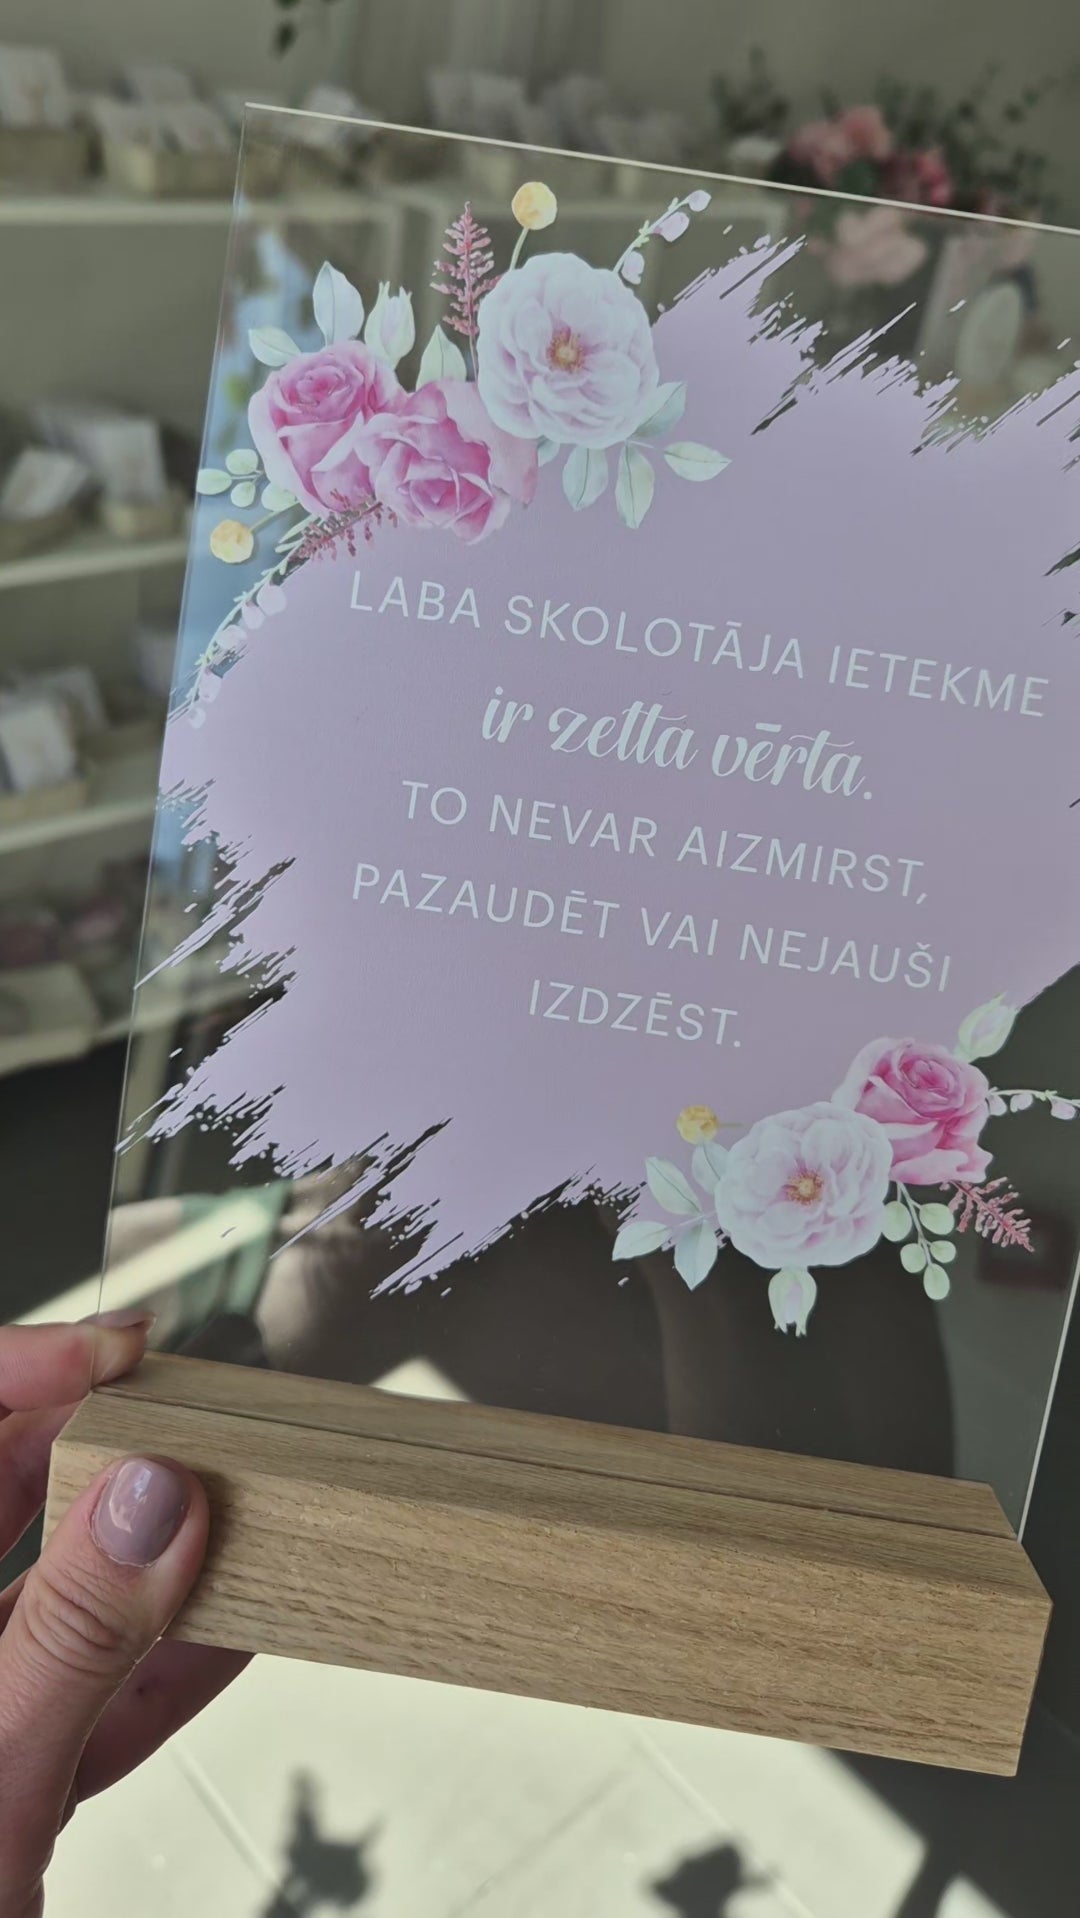 LABA SKOLOTĀJA IETEKME
ir zelta vērta.
TO NEVAR AIZMIRST,
PAZAUDĒT VAI NEJAUŠI
IZDZĒST.